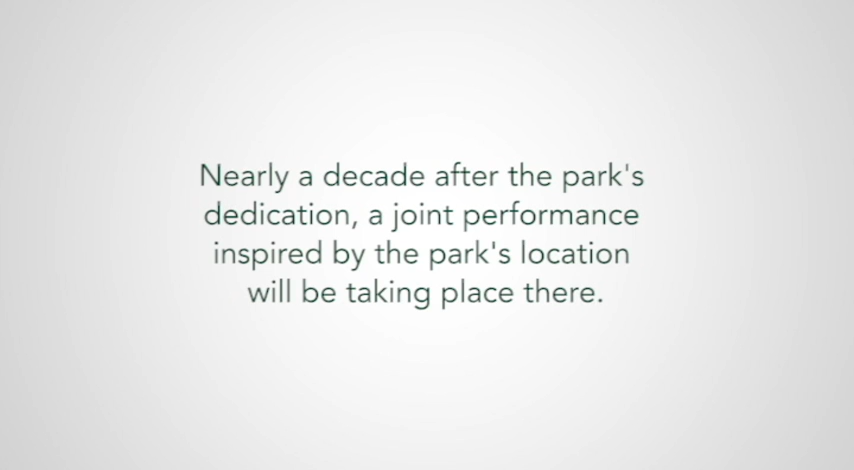 Nearly a decade after the park's
dedication, a joint performance
inspired by the park's location
will be taking place there.